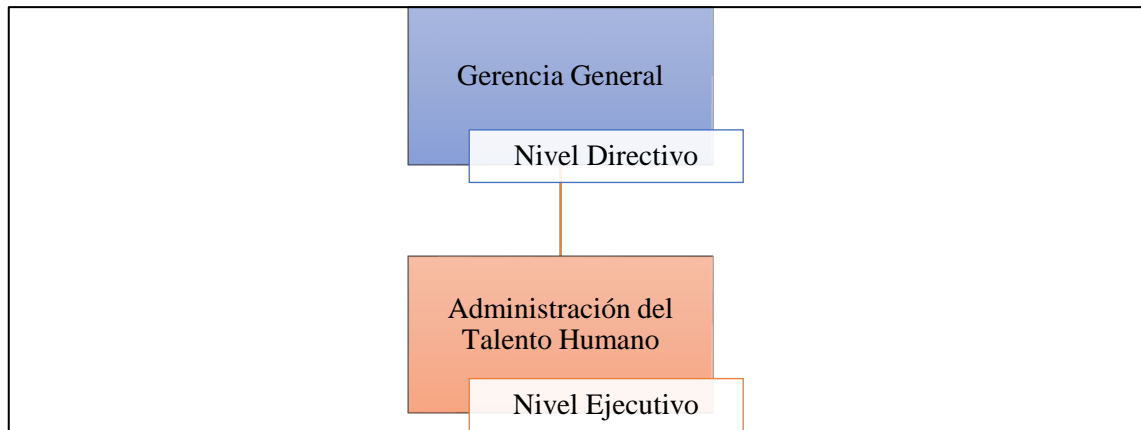 Gerencia General
Nivel Directivo
Administración del
Talento Humano
Nivel Ejecutivo